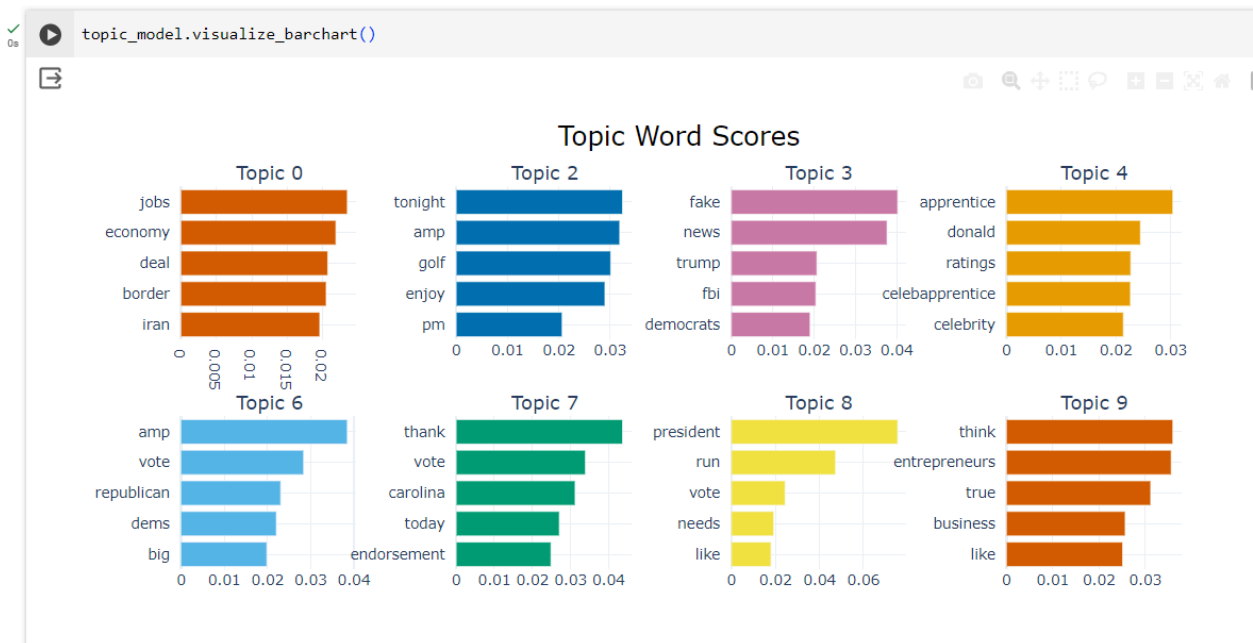 topic_model.visualize_barchart()
0s
Topic Word Scores
Topic 0
jobs
economy
deal
border
iran
0 0.005 0.01 0.015 0.02
Topic 2
tonight
amp
golf
enjoy
pm
0 0.01 0.02 0.03
Topic 3
fake
news
trump
fbi
democrats
0 0.01 0.02 0.03 0.04
Topic 4
apprentice
donald
ratings
celebapprentice
celebrity
0 0.01 0.02 0.03
Topic 6
amp
vote
republican
dems
big
0 0.01 0.02 0.03 0.04
Topic 7
thank
vote
carolina
today
endorsement
0 0.01 0.02 0.03 0.04
Topic 8
president
run
vote
needs
like
0 0.02 0.04 0.06
Topic 9
think
entrepreneurs
true
business
like
0 0.01 0.02 0.03